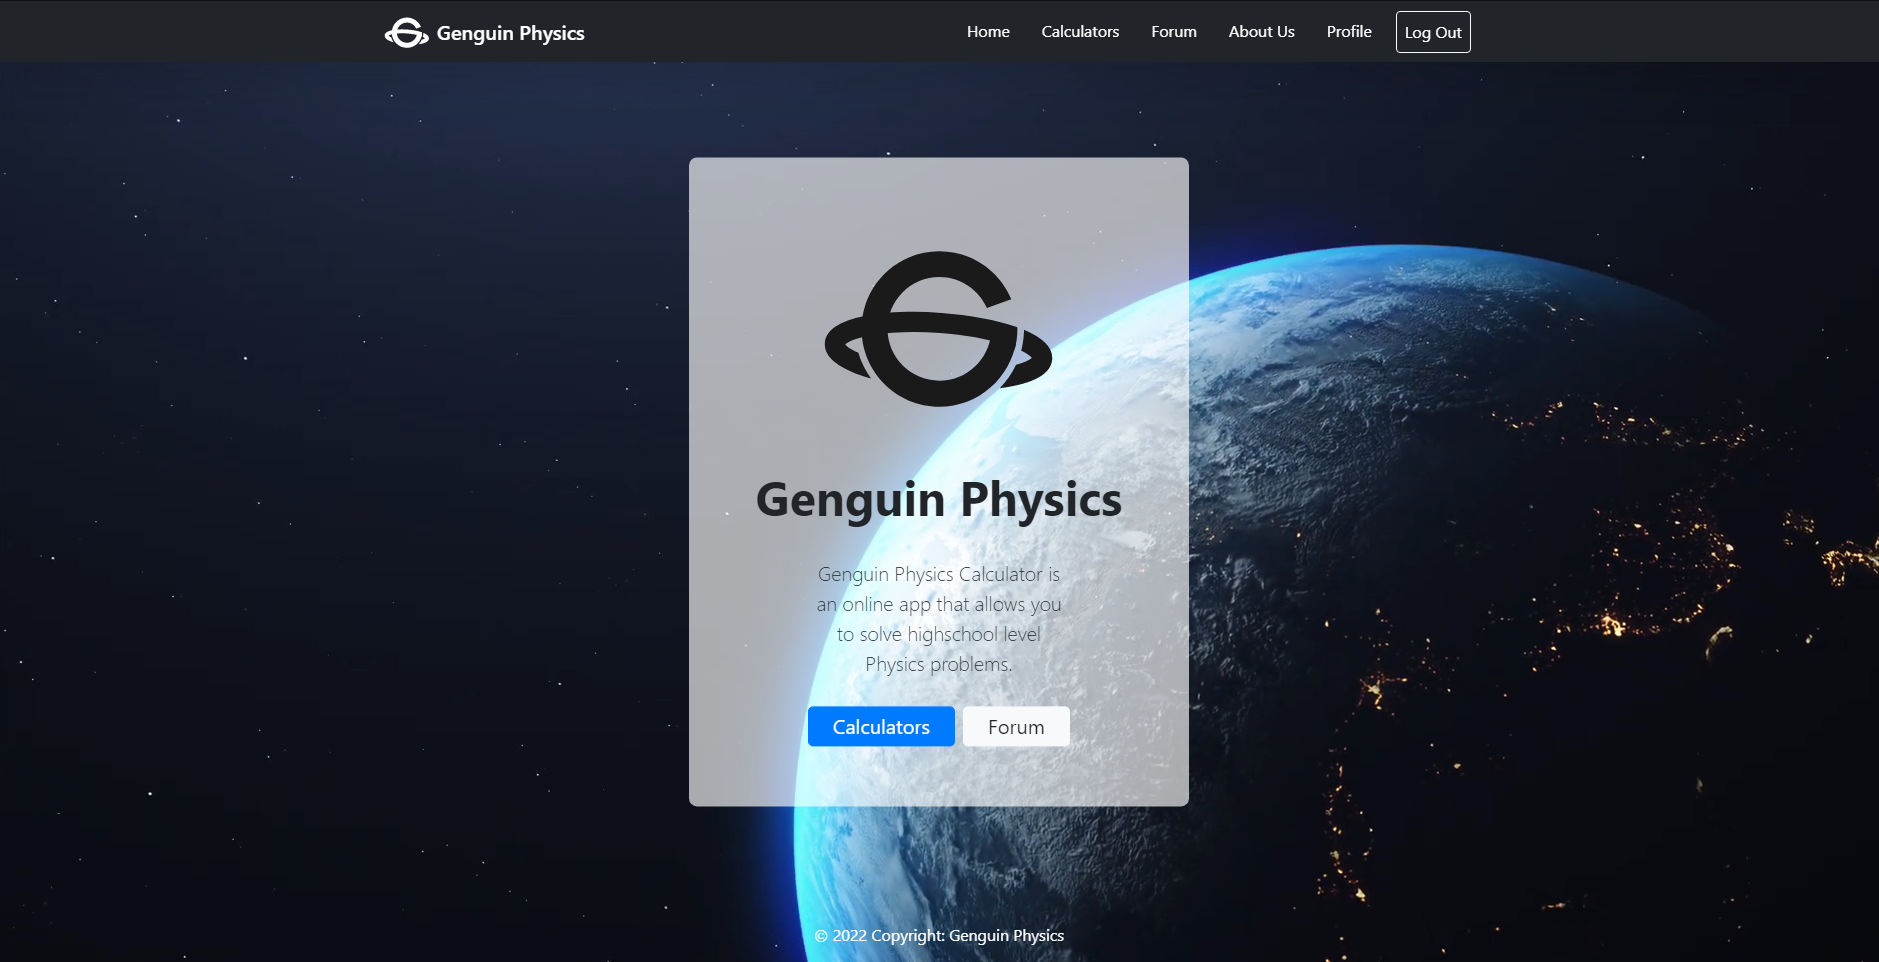 Genguin Physics
Home
Calculators
Forum
About Us
Profile
Log Out
Genguin Physics
Genguin Physics Calculator is
an online app that allows you
to solve highschool level
Physics problems.
Calculators
Forum
© 2022 Copyright: Genguin Physics